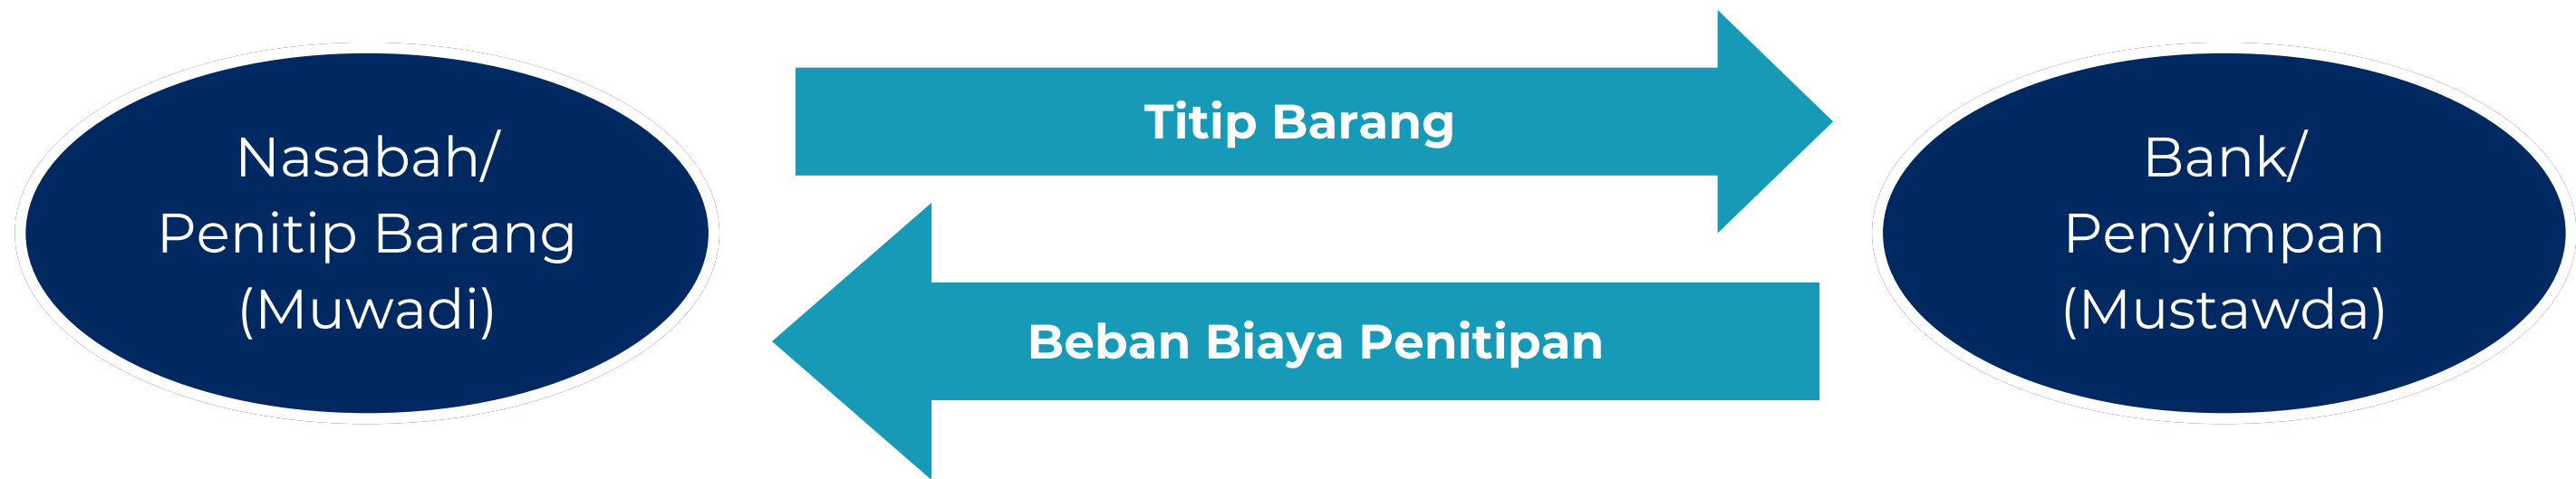 Nasabah/
Penitip Barang
(Muwadi)
Titip Barang
Beban Biaya Penitipan
Bank/
Penyimpan
(Mustawda)